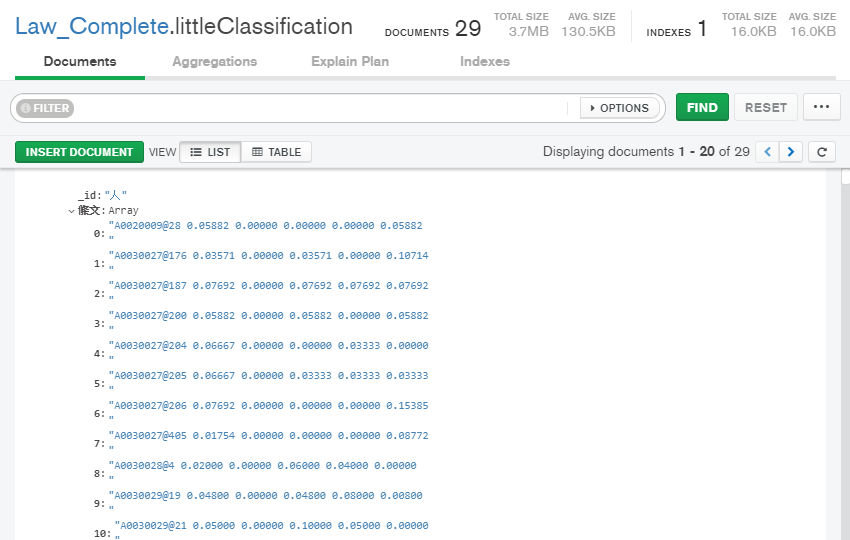 Law_Complete.littleClassification
DOCUMENTS 29
TOTAL SIZE 3.7MB
AVG. SIZE 130.5KB
INDEXES 1
TOTAL SIZE 16.0KB
AVG. SIZE 16.0KB
Documents Aggregations Explain Plan Indexes
FILTER OPTIONS FIND RESET ...
INSERT DOCUMENT VIEW LIST TABLE Displaying documents 1 - 20 of 29
_id: "人"
條文: Array
0: "A0020009@28 0.05882 0.00000 0.00000 0.00000 0.05882
"
1: "A0030027@176 0.03571 0.00000 0.03571 0.00000 0.10714
"
2: "A0030027@187 0.07692 0.00000 0.07692 0.07692 0.07692
"
3: "A0030027@200 0.05882 0.00000 0.05882 0.00000 0.05882
"
4: "A0030027@204 0.06667 0.00000 0.00000 0.03333 0.00000
"
5: "A0030027@205 0.06667 0.00000 0.03333 0.03333 0.03333
"
6: "A0030027@206 0.07692 0.00000 0.00000 0.00000 0.15385
"
7: "A0030027@405 0.01754 0.00000 0.00000 0.00000 0.08772
"
8: "A0030028@4 0.02000 0.00000 0.06000 0.04000 0.00000
"
9: "A0030029@19 0.04800 0.00000 0.04800 0.08000 0.00800
"
10: "A0030029@21 0.05000 0.00000 0.10000 0.05000 0.00000
"